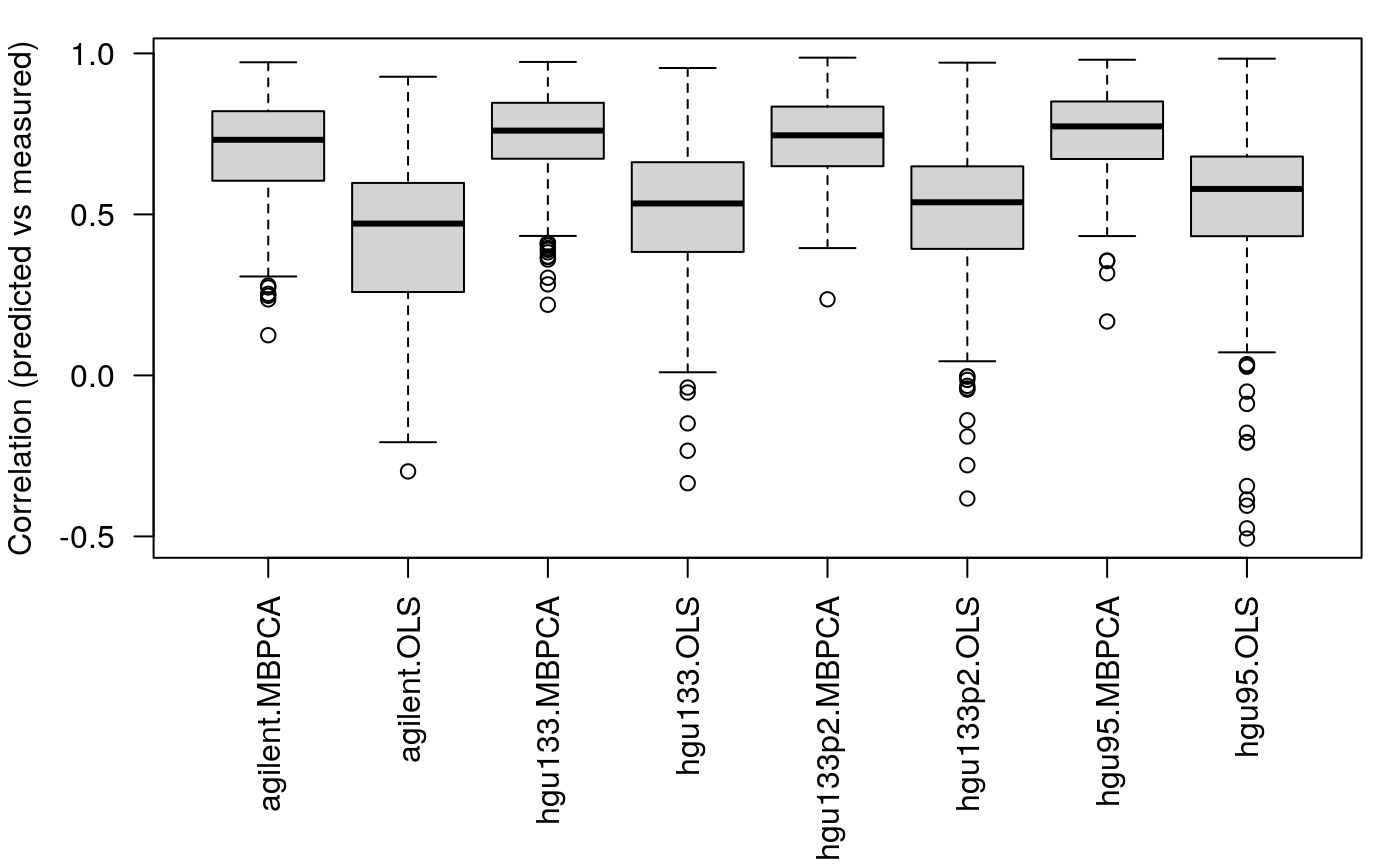 Correlation (predicted vs measured)
1.0
0.5
0.0
-0.5
agilent.MBPCA
agilent.OLS
hgu133.MBPCA
hgu133.OLS
hgu133p2.MBPCA
hgu133p2.OLS
hgu95.MBPCA
hgu95.OLS